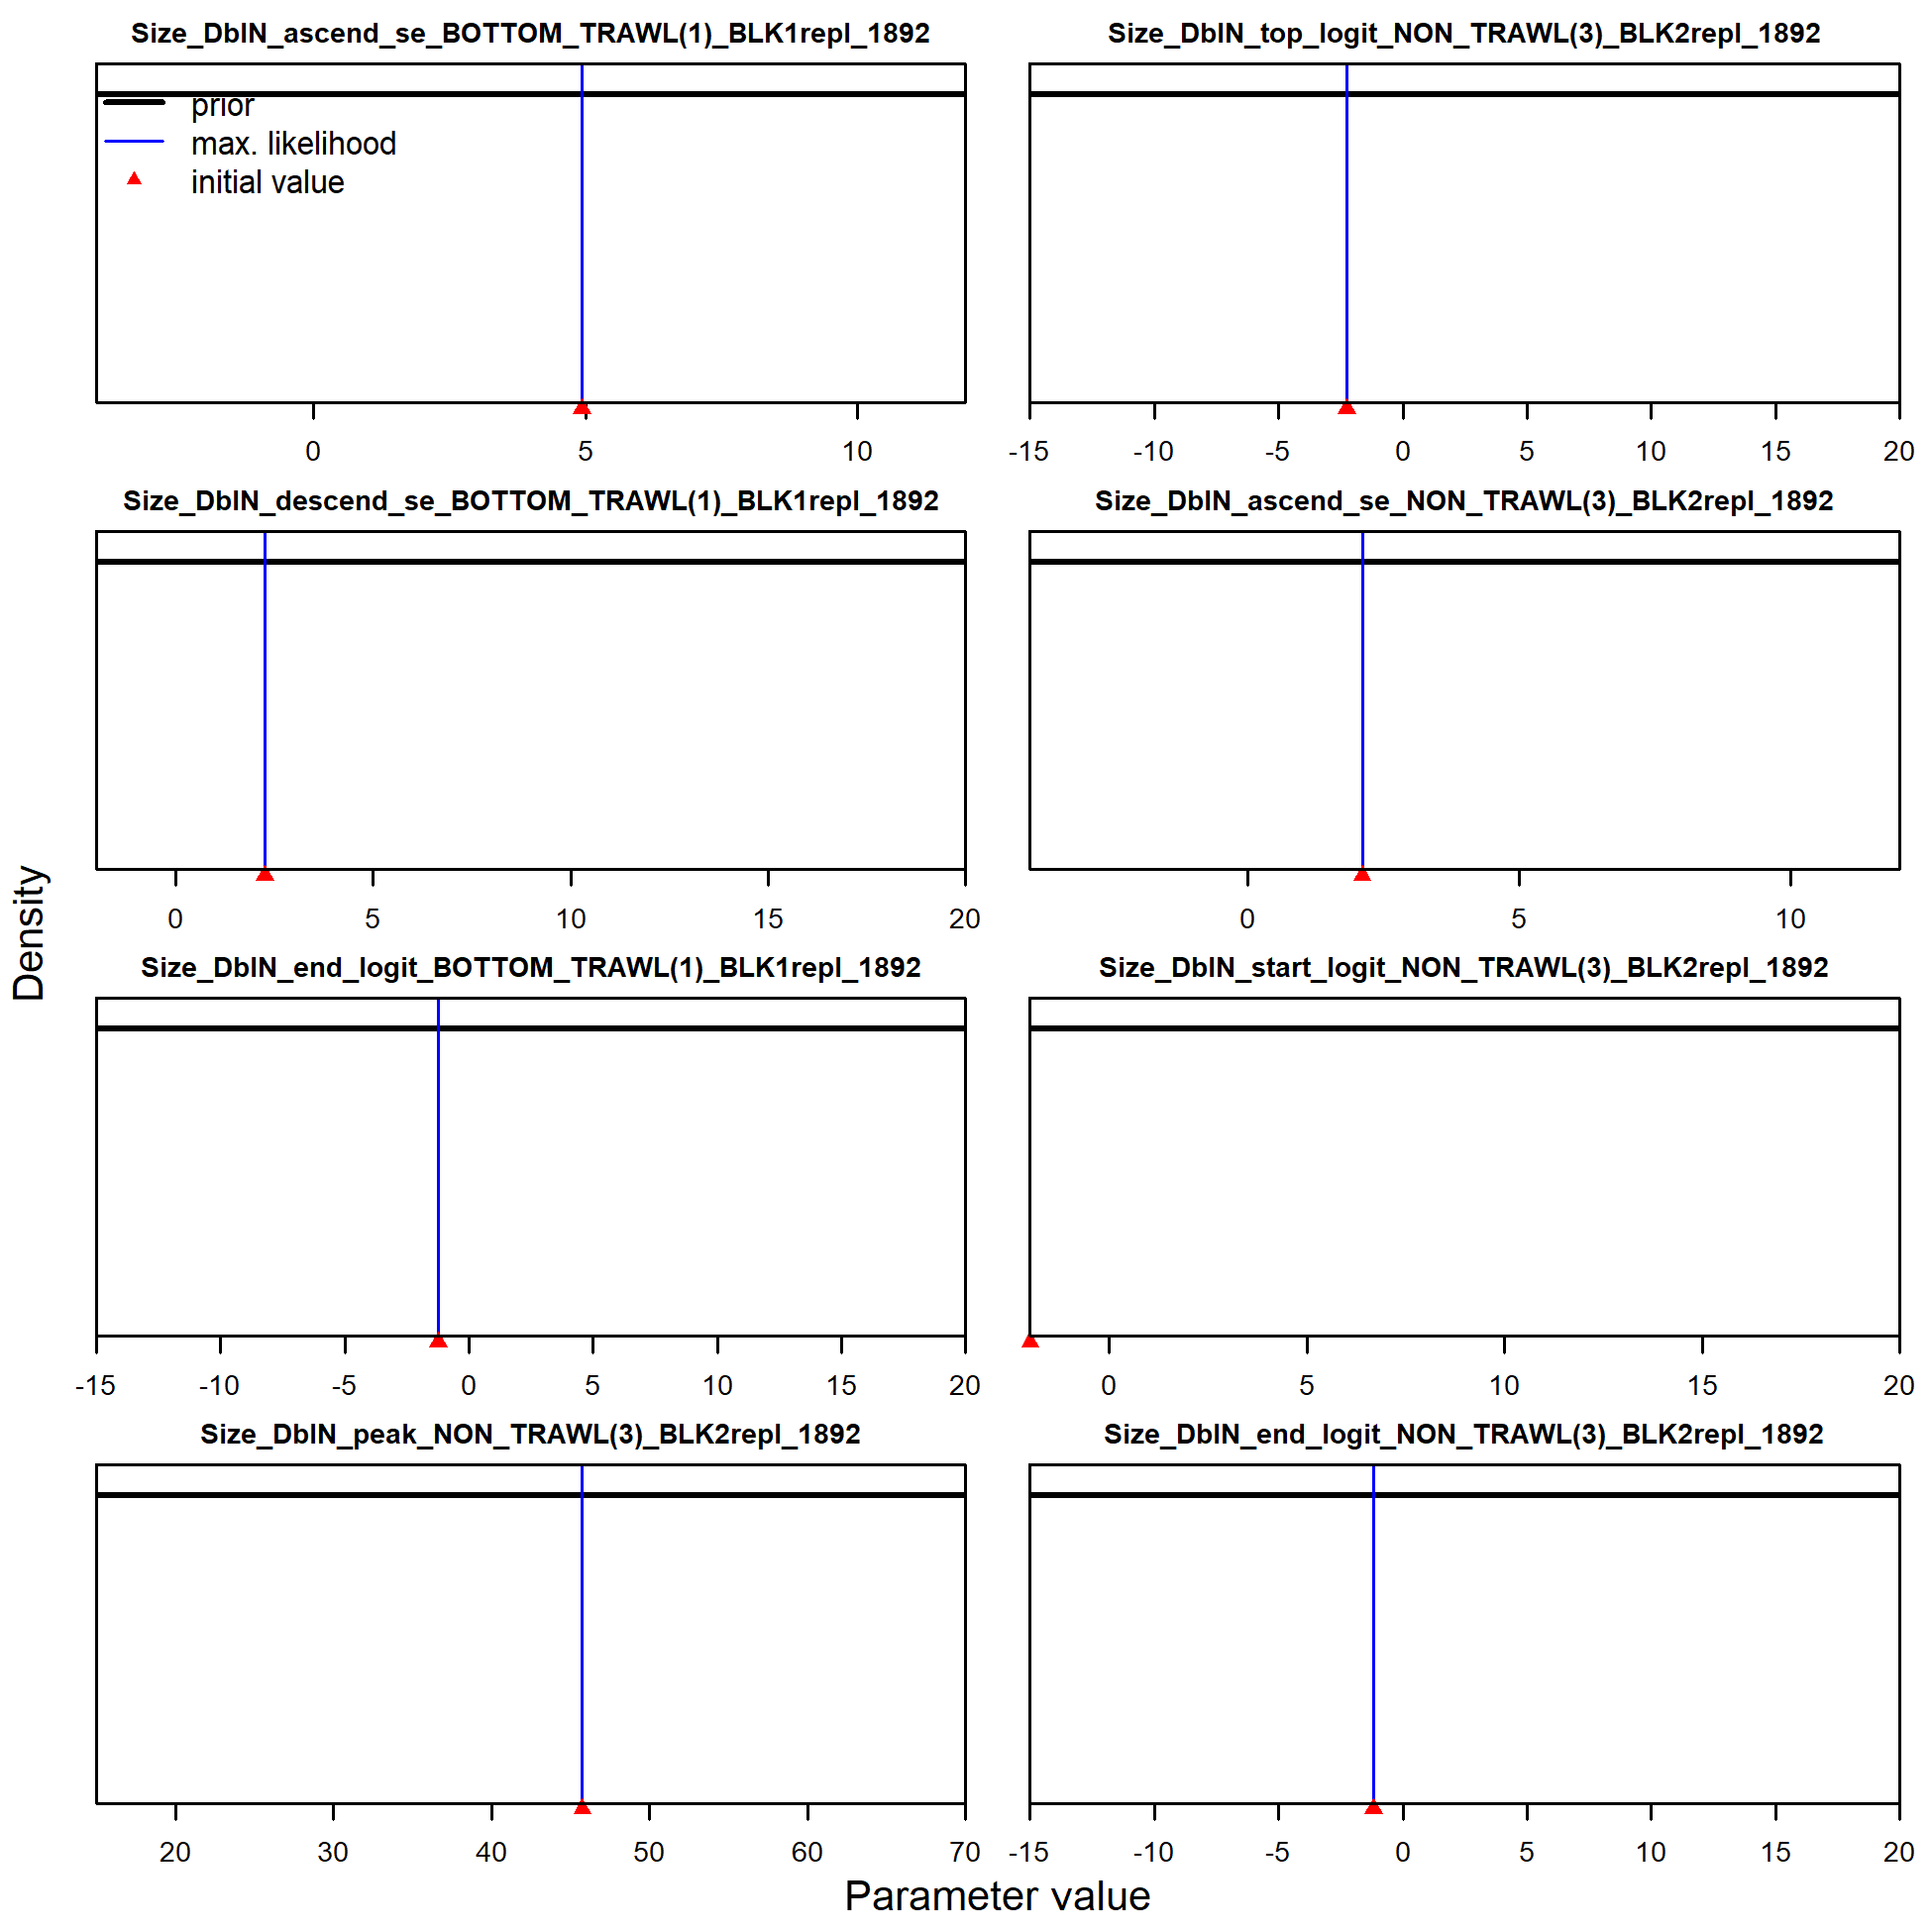 Size_DblN_ascend_se_BOTTOM_TRAWL(1)_BLK1repl_1892
prior
max. likelihood
initial value
0 5 10
Size_DblN_top_logit_NON_TRAWL(3)_BLK2repl_1892
-15 -10 -5 0 5 10 15 20
Size_DblN_descend_se_BOTTOM_TRAWL(1)_BLK1repl_1892
0 5 10 15 20
Size_DblN_ascend_se_NON_TRAWL(3)_BLK2repl_1892
0 5 10
Size_DblN_end_logit_BOTTOM_TRAWL(1)_BLK1repl_1892
-15 -10 -5 0 5 10 15 20
Size_DblN_start_logit_NON_TRAWL(3)_BLK2repl_1892
0 5 10 15 20
Size_DblN_peak_NON_TRAWL(3)_BLK2repl_1892
20 30 40 50 60 70
Size_DblN_end_logit_NON_TRAWL(3)_BLK2repl_1892
-15 -10 -5 0 5 10 15 20
Density
Parameter value